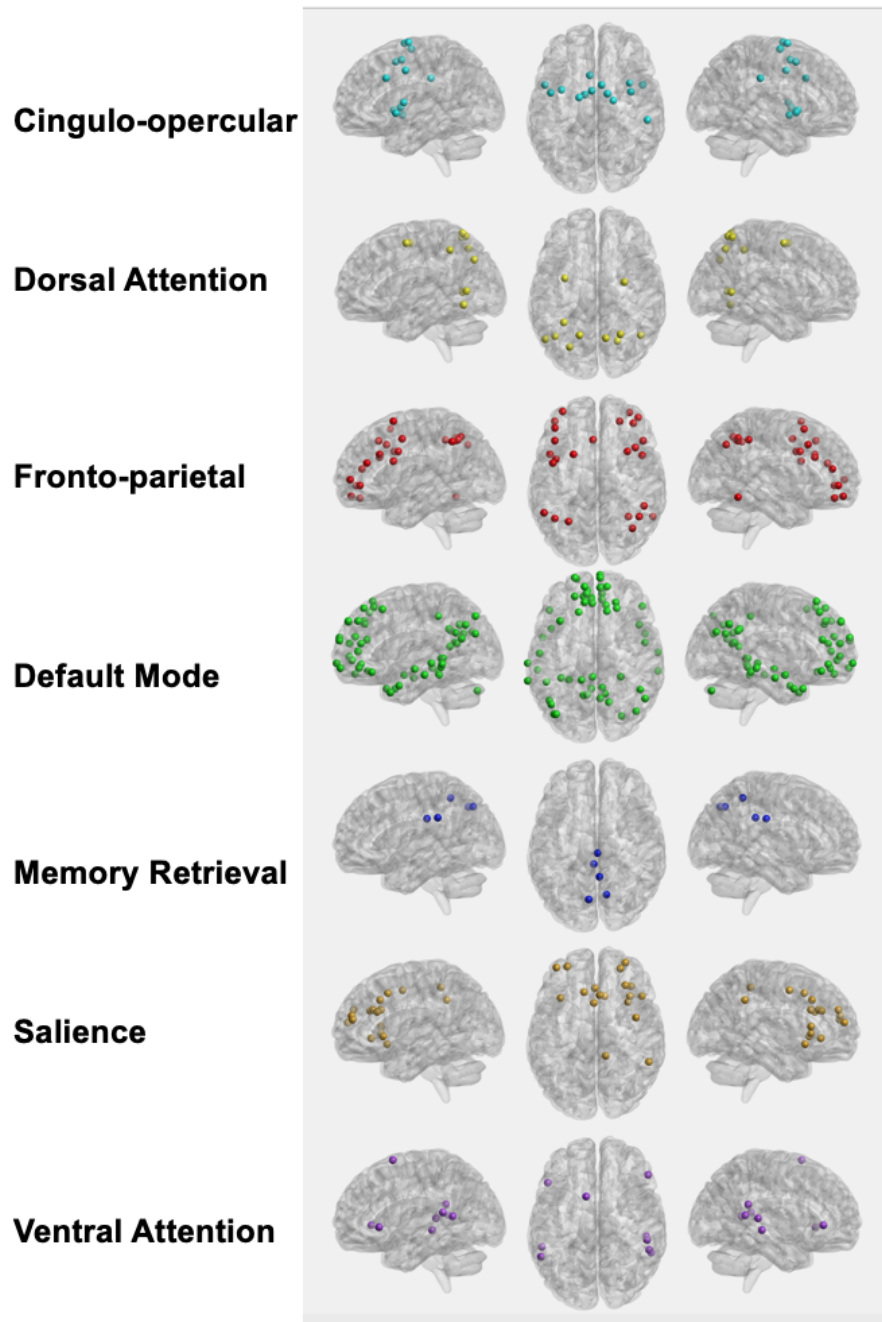 Cingulo-opercular
Dorsal Attention
Fronto-parietal
Default Mode
Memory Retrieval
Salience
Ventral Attention